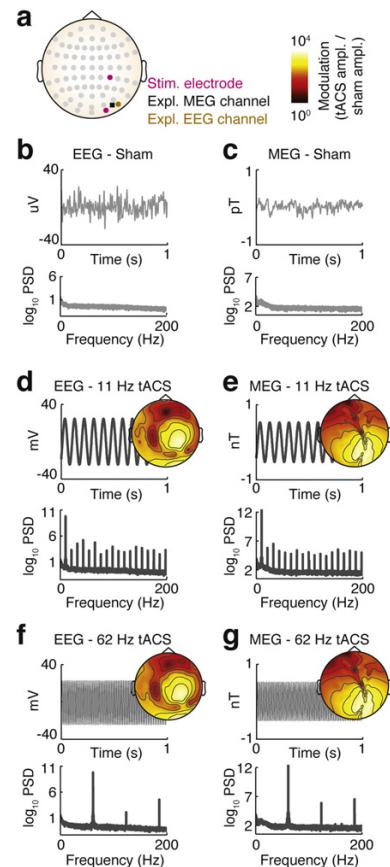 a
Stim. electrode
Expl. MEG channel
Expl. EEG channel
10⁴
10⁰
Modulation
(tACS ampl./
sham ampl.)
b
EEG - Sham
40
uV
-40
0
1
Time (s)
6
1
log₁₀ PSD
0
200
Frequency (Hz)
c
MEG - Sham
1
pT
-1
0
1
Time (s)
7
2
log₁₀ PSD
0
200
Frequency (Hz)
d
EEG - 11 Hz tACS
40
mV
-40
0
1
Time (s)
11
6
1
log₁₀ PSD
0
200
Frequency (Hz)
e
MEG - 11 Hz tACS
1
nT
-1
0
1
Time (s)
12
7
2
log₁₀ PSD
0
200
Frequency (Hz)
f
EEG - 62 Hz tACS
40
mV
-40
0
1
Time (s)
11
6
1
log₁₀ PSD
0
200
Frequency (Hz)
g
MEG - 62 Hz tACS
1
nT
-1
0
1
Time (s)
12
7
2
log₁₀ PSD
0
200
Frequency (Hz)